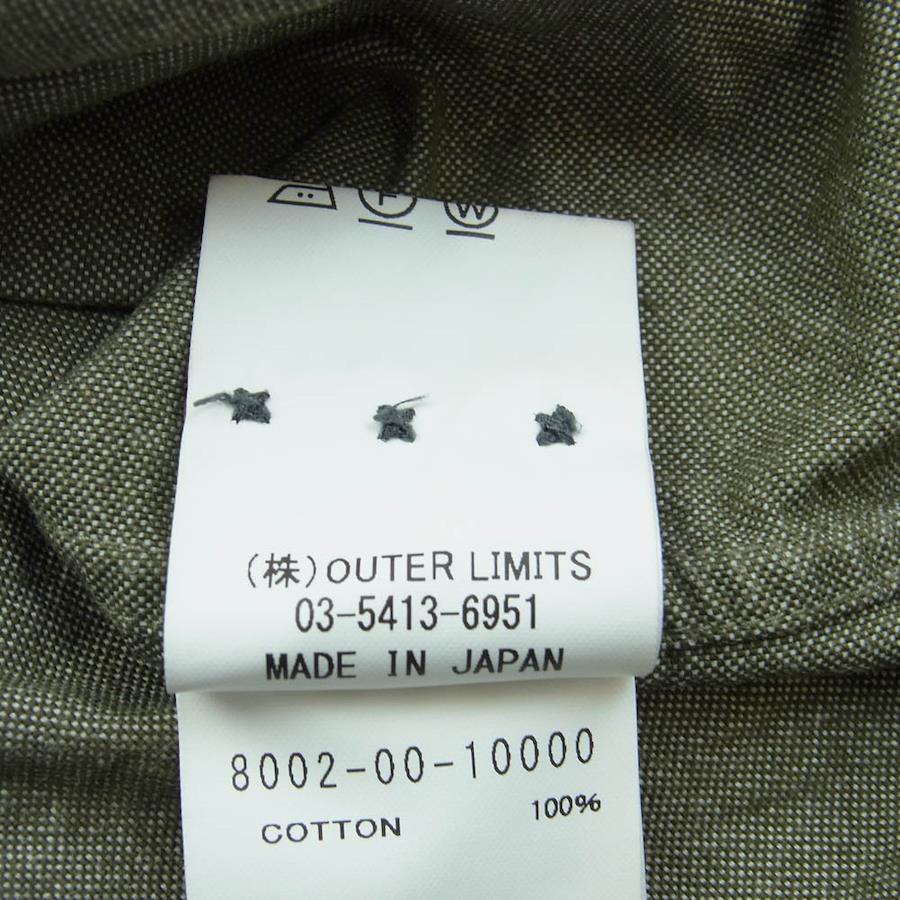 F W
(株)OUTER LIMITS
03-5413-6951
MADE IN JAPAN
8002-00-10000
COTTON 100%